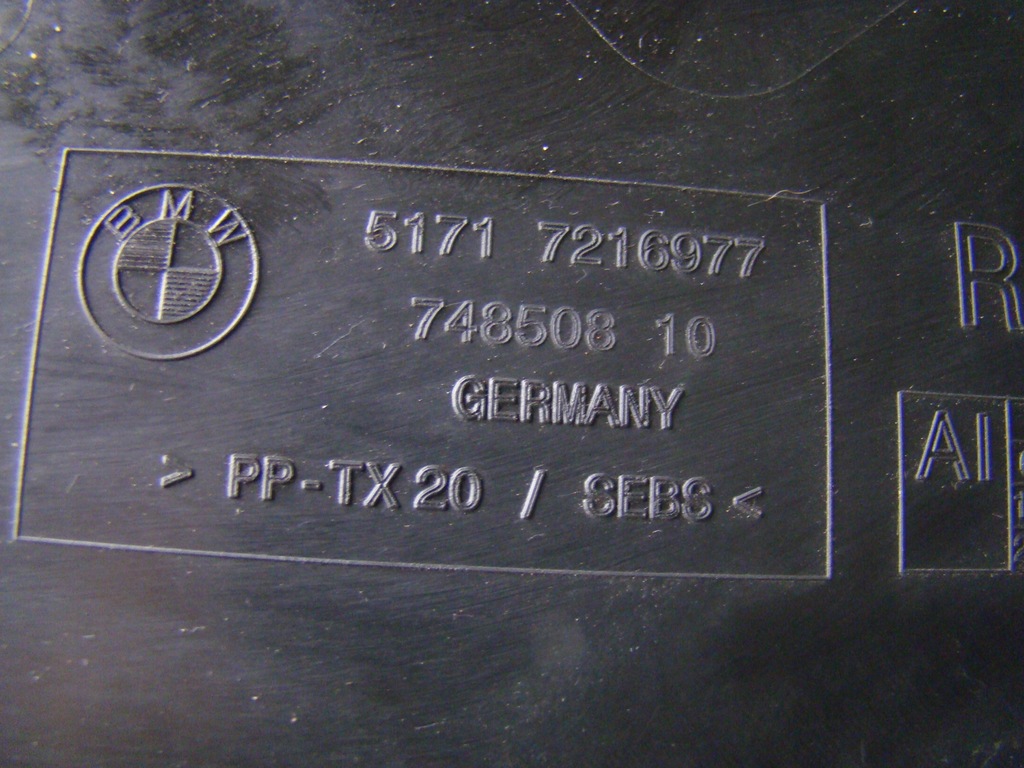 BMW
5171 7216977
748508 10
GERMANY
> PP-TX20 / SEBS <
R
AI